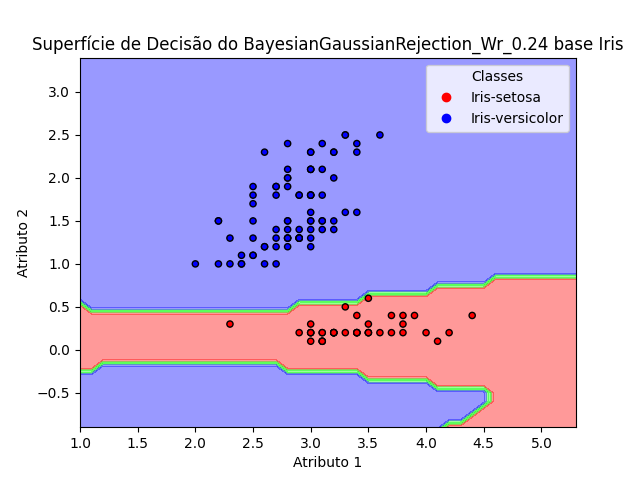 Superfície de Decisão do BayesianGaussianRejection_Wr_0.24 base Iris
Classes
Iris-setosa
Iris-versicolor
Atributo 2
3.0
2.5
2.0
1.5
1.0
0.5
0.0
−0.5
1.0 1.5 2.0 2.5 3.0 3.5 4.0 4.5 5.0
Atributo 1